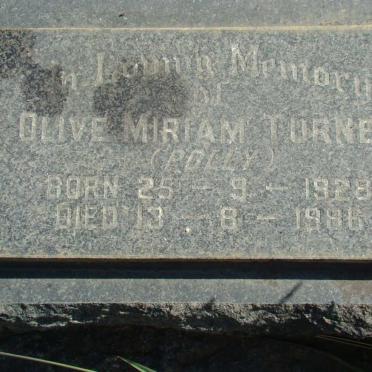 In Loving Memory
of
OLIVE MIRIAM TURNE
(POLLY)
BORN 25 - 9 - 1928
DIED 13 - 8 - 1986